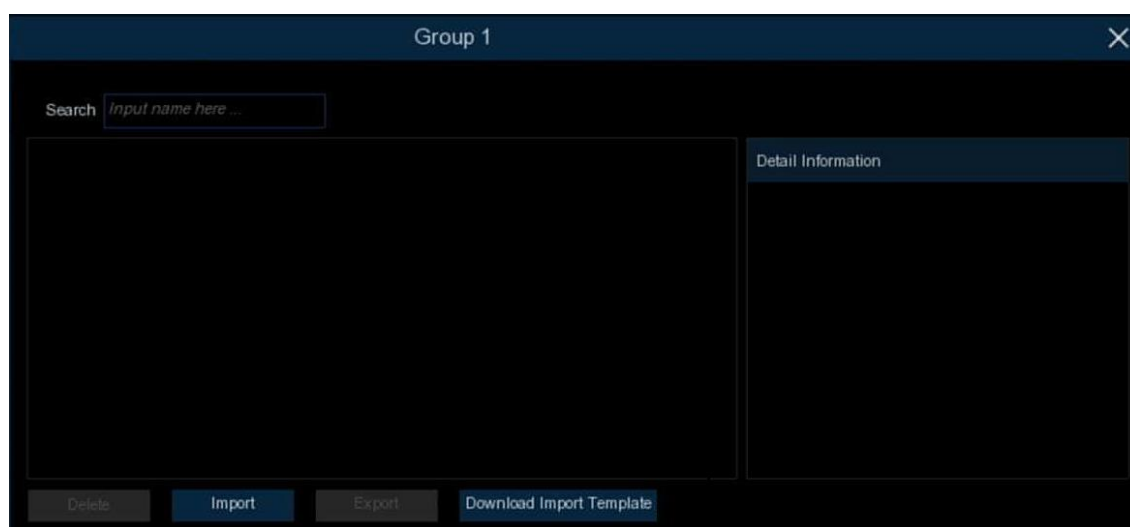 Group 1
Search Input name here ...
Detail Information
Delete Import Export Download Import Template